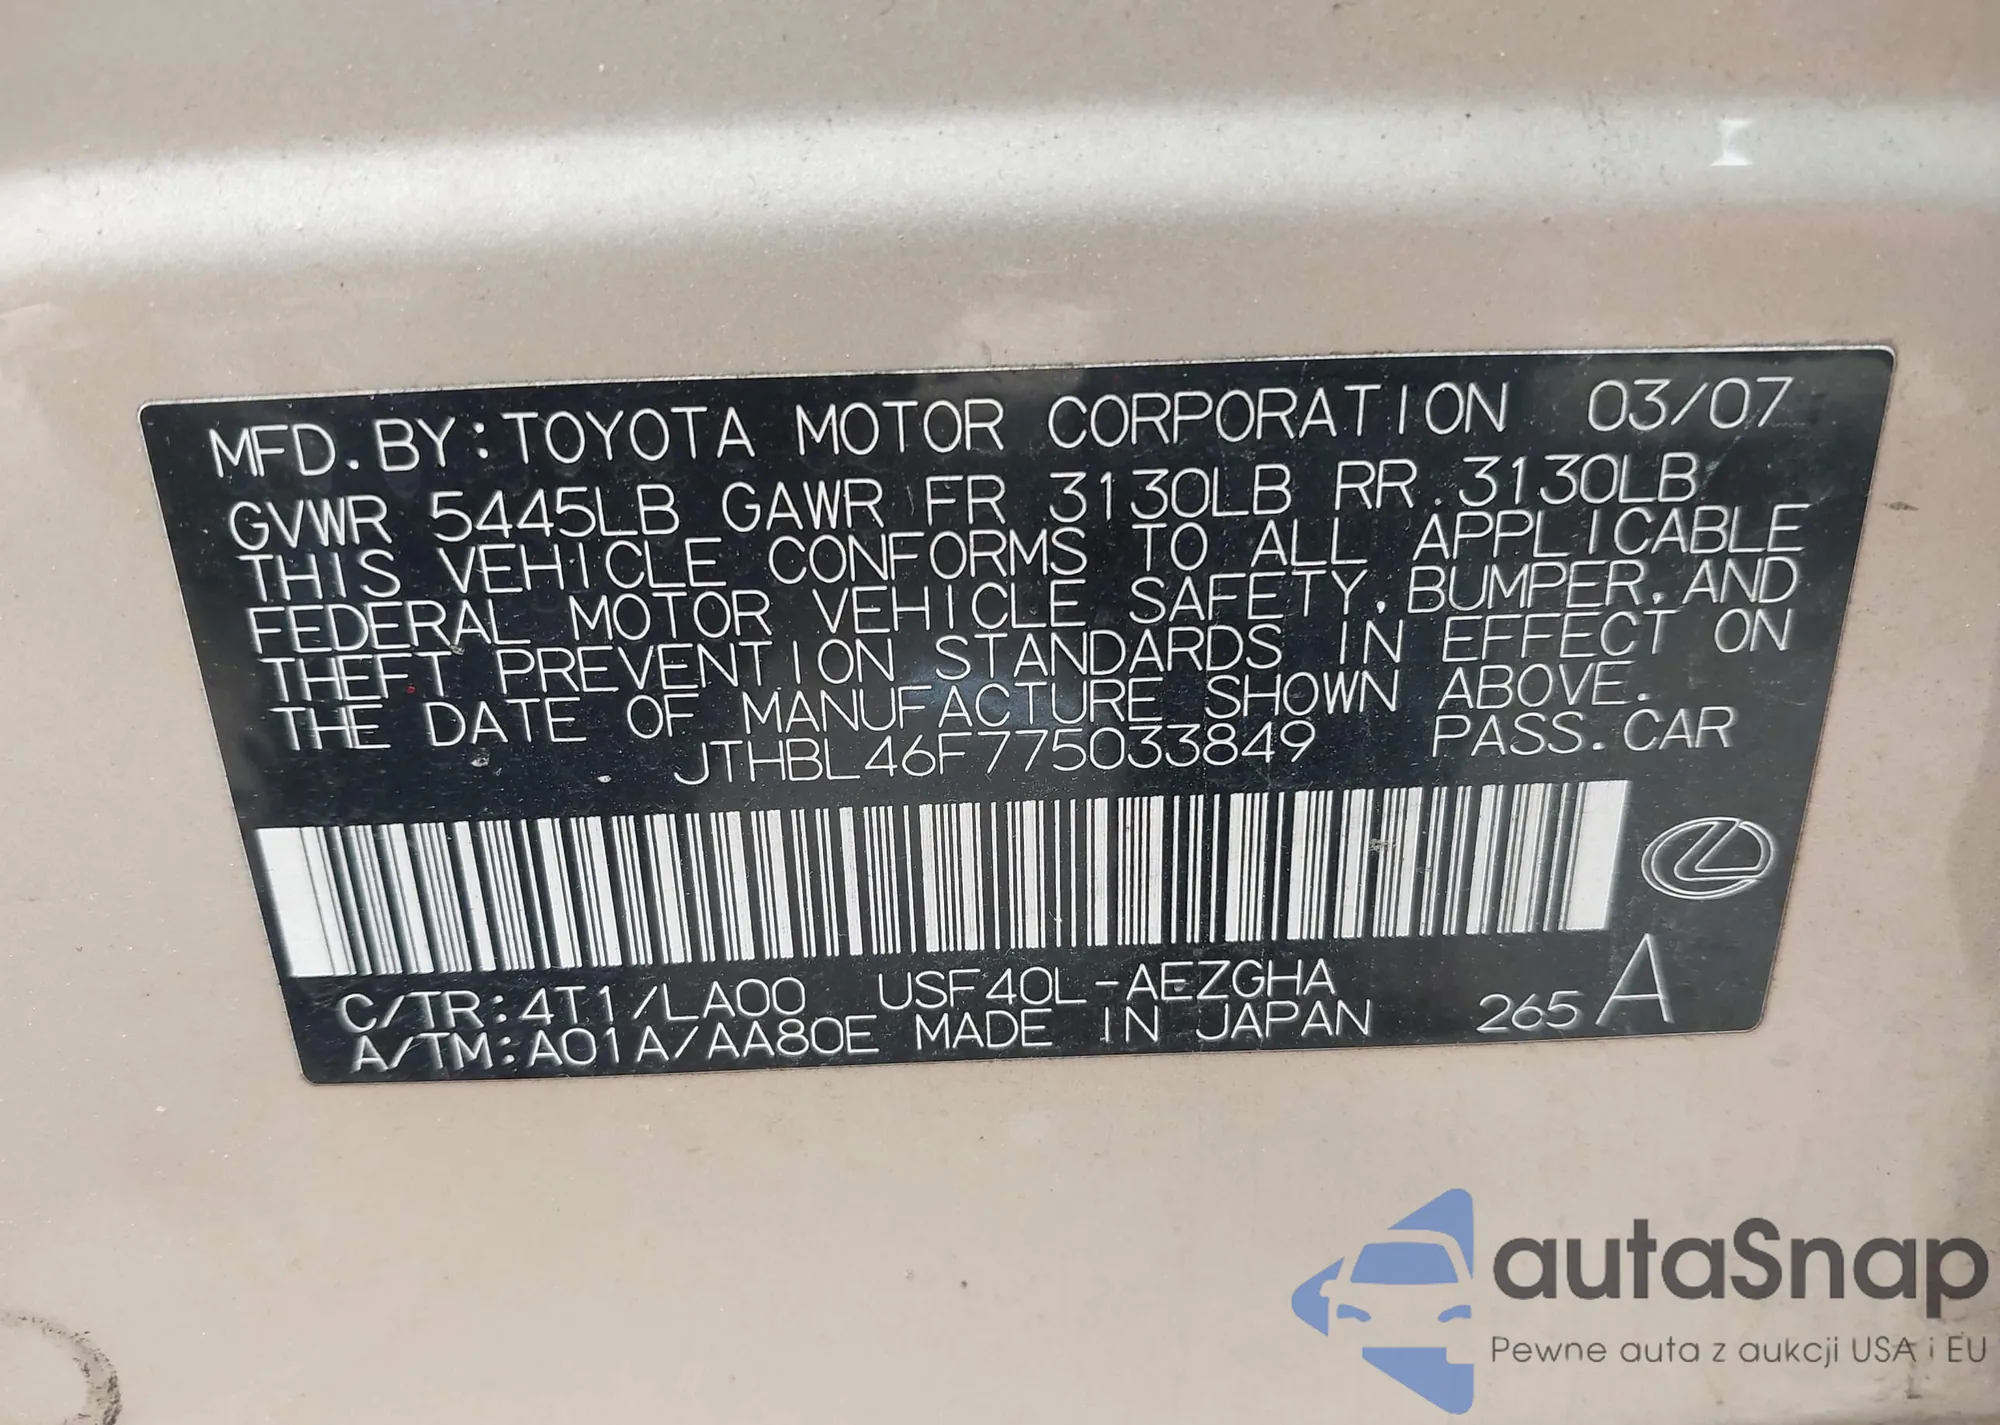 MFD. BY: TOYOTA MOTOR CORPORATION 03/07
GVWR 5445LB GAWR FR 3130LB RR. 3130LB
THIS VEHICLE CONFORMS TO ALL APPLICABLE
FEDERAL MOTOR VEHICLE SAFETY, BUMPER, AND
THEFT PREVENTION STANDARDS IN EFFECT ON
THE DATE OF MANUFACTURE SHOWN ABOVE.
JTHBL46F775033849 PASS. CAR
C/TR: 4T1/LA00 USF40L-AEZGHA
A/TM: A01A/AA80E MADE IN JAPAN 265 A
autaSnap
Pewne auta z aukcji USA i EU